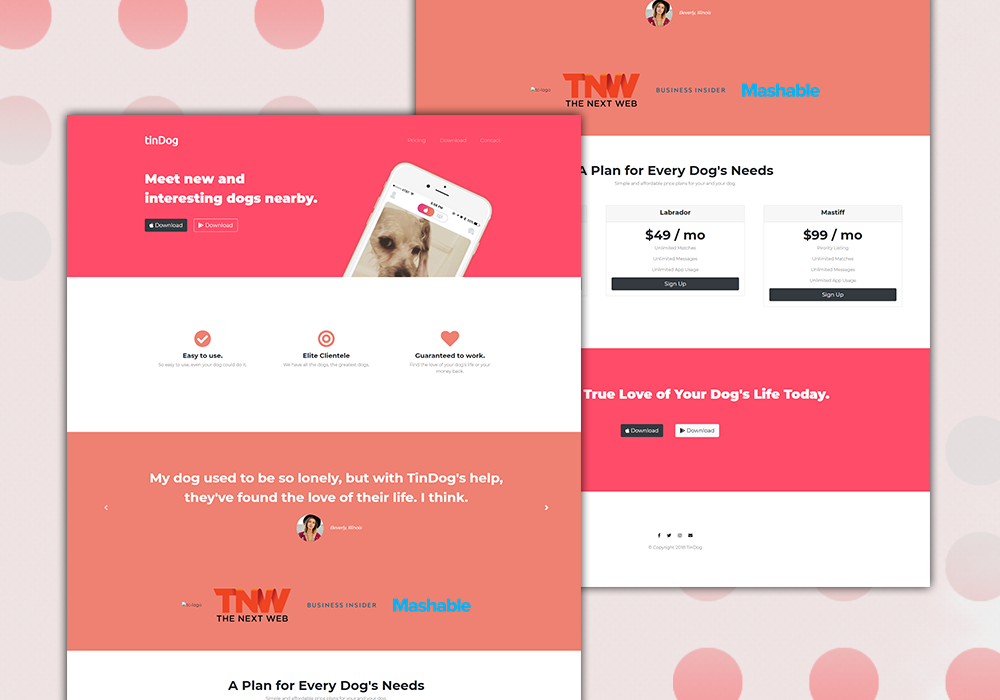 tinDog
Pricing Download Contact
Meet new and
interesting dogs nearby.
Download Download
Easy to use.
So easy to use, even your dog could do it.
Elite Clientele
We have all the dogs, the greatest dogs.
Guaranteed to work.
Find the love of your dog's life or your
money back.
My dog used to be so lonely, but with TinDog's help,
they've found the love of their life. I think.
Beverly, Illinois
tc-logo
TNW
THE NEXT WEB
BUSINESS INSIDER
Mashable
A Plan for Every Dog's Needs
Simple and affordable price plans for your and your dog.
Beverly, Illinois
tc-logo
TNW
THE NEXT WEB
BUSINESS INSIDER
Mashable
A Plan for Every Dog's Needs
Simple and affordable price plans for your and your dog.
Labrador
$49 / mo
Unlimited Matches
Unlimited Messages
Unlimited App Usage
Sign Up
Mastiff
$99 / mo
Priority Listing
Unlimited Matches
Unlimited Messages
Unlimited App Usage
Sign Up
True Love of Your Dog's Life Today.
Download Download
© Copyright 2018 TinDog